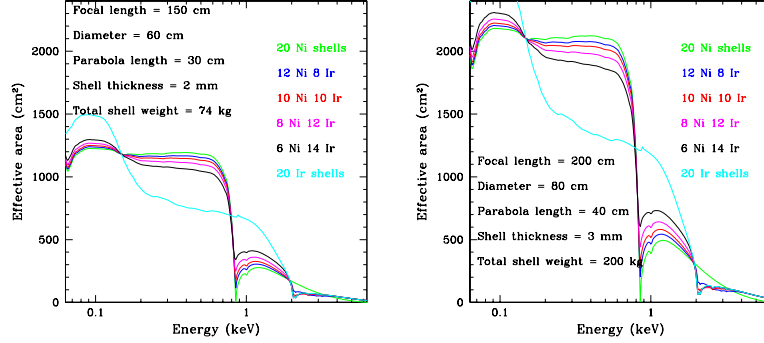 Focal length = 150 cm
Diameter = 60 cm
Parabola length = 30 cm
Shell thickness = 2 mm
Total shell weight = 74 kg
20 Ni shells
12 Ni 8 Ir
10 Ni 10 Ir
8 Ni 12 Ir
6 Ni 14 Ir
20 Ir shells
Effective area (cm²)
2000
1500
1000
500
0
0.1
1
Energy (keV)
20 Ni shells
12 Ni 8 Ir
10 Ni 10 Ir
8 Ni 12 Ir
6 Ni 14 Ir
20 Ir shells
Focal length = 200 cm
Diameter = 80 cm
Parabola length = 40 cm
Shell thickness = 3 mm
Total shell weight = 200 kg
Effective area (cm²)
2000
1500
1000
500
0
0.1
1
Energy (keV)